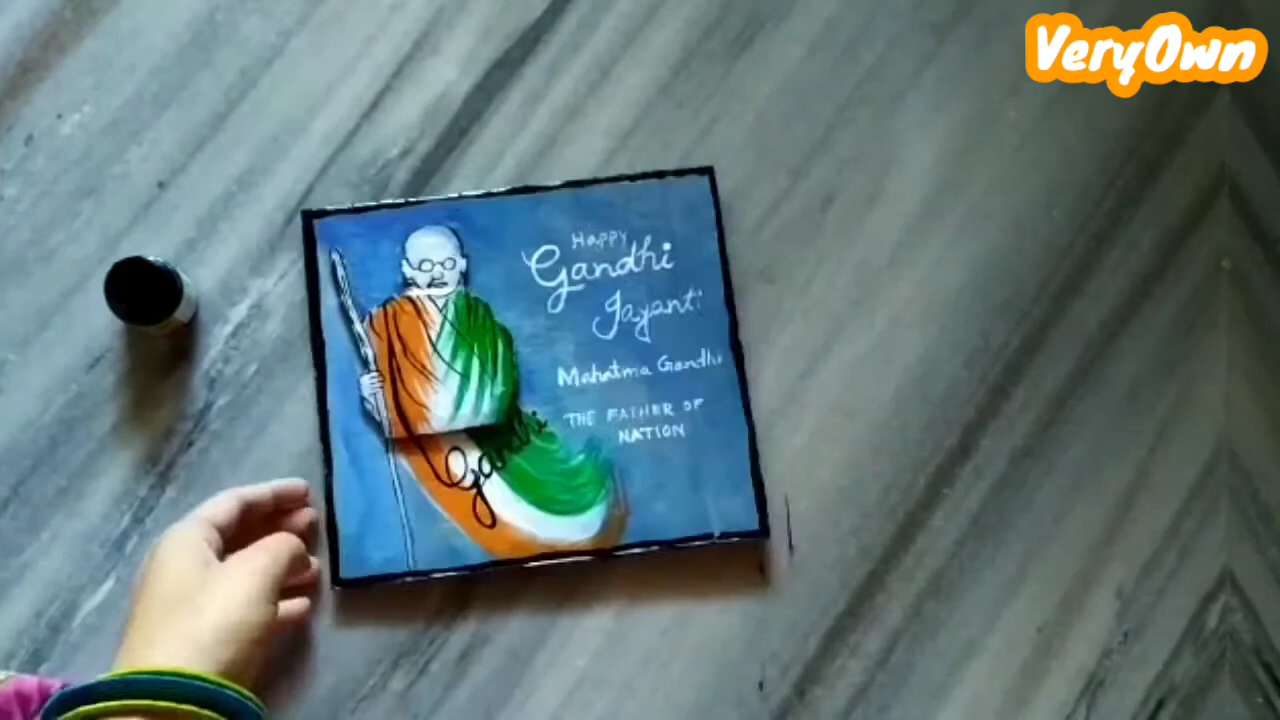 VeryOwn
Happy
Gandhi
Jayanti
Mahatma Gandhi
THE FATHER OF
NATION
Gandhi